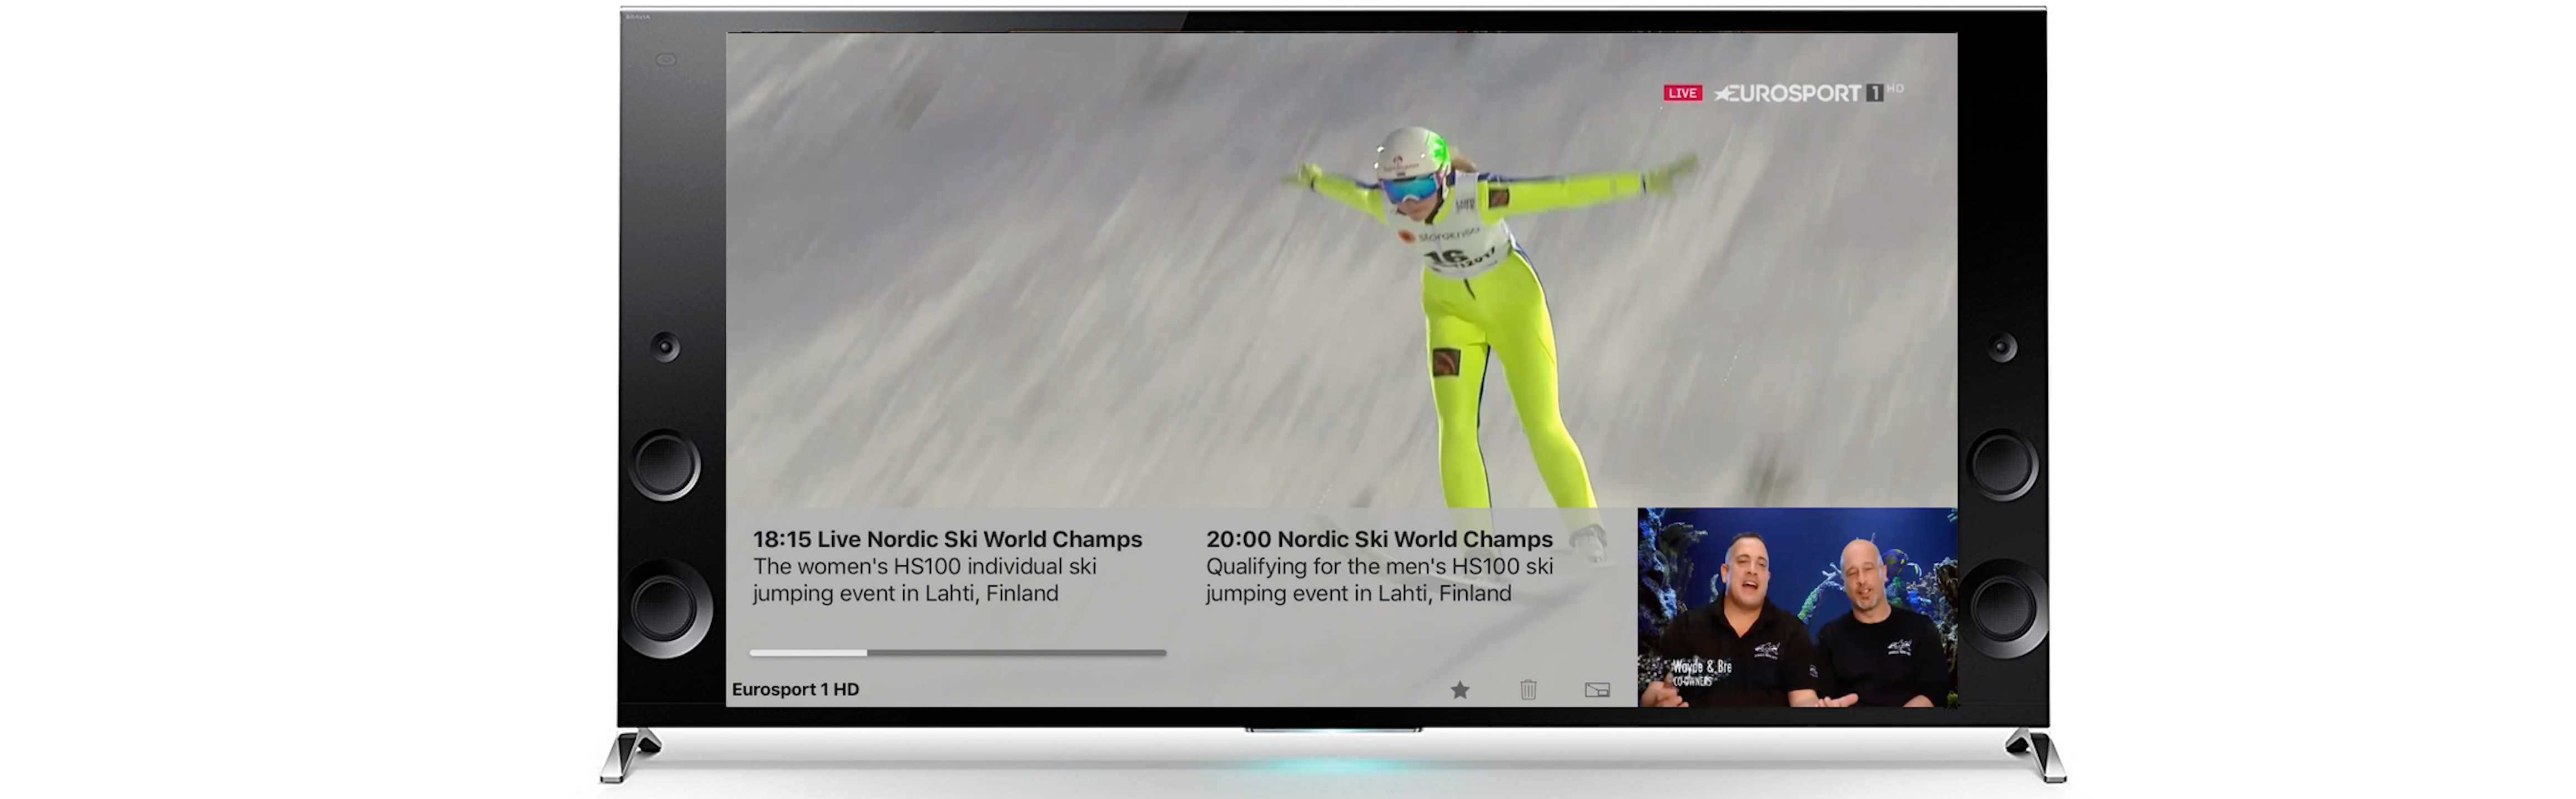 BRAVIA
LIVE EUROSPORT 1 HD
16
18:15 Live Nordic Ski World Champs
The women's HS100 individual ski
jumping event in Lahti, Finland
20:00 Nordic Ski World Champs
Qualifying for the men's HS100 ski
jumping event in Lahti, Finland
Wayde & Bre
CO-OWNERS
Eurosport 1 HD